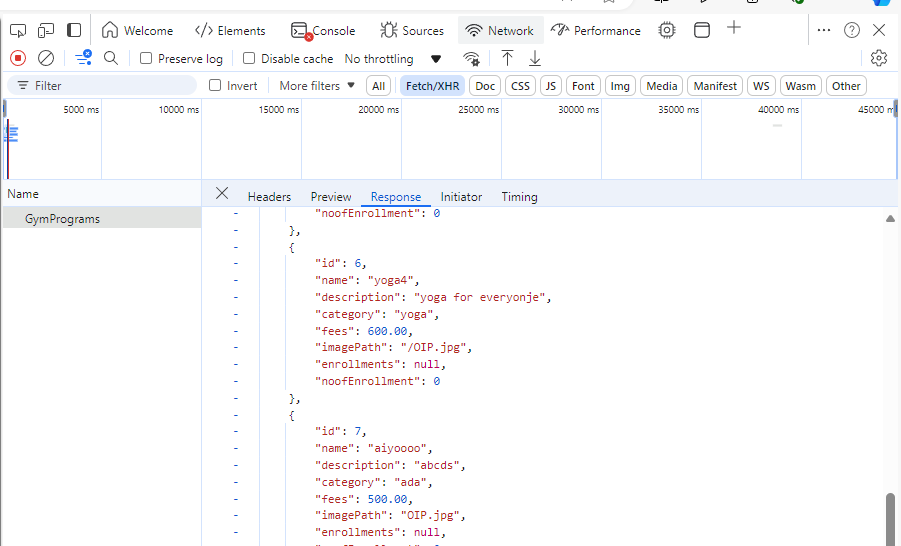 Welcome Elements Console Sources Network Performance
Preserve log Disable cache No throttling
Filter Invert More filters All Fetch/XHR Doc CSS JS Font Img Media Manifest WS Wasm Other
5000 ms 10000 ms 15000 ms 20000 ms 25000 ms 30000 ms 35000 ms 40000 ms 45000 ms
Name Headers Preview Response Initiator Timing
GymPrograms
"noofEnrollment": 0
- },
- {
- "id": 6,
- "name": "yoga4",
- "description": "yoga for everyonje",
- "category": "yoga",
- "fees": 600.00,
- "imagePath": "/OIP.jpg",
- "enrollments": null,
- "noofEnrollment": 0
- },
- {
- "id": 7,
- "name": "aiyoooo",
- "description": "abcds",
- "category": "ada",
- "fees": 500.00,
- "imagePath": "OIP.jpg",
- "enrollments": null,